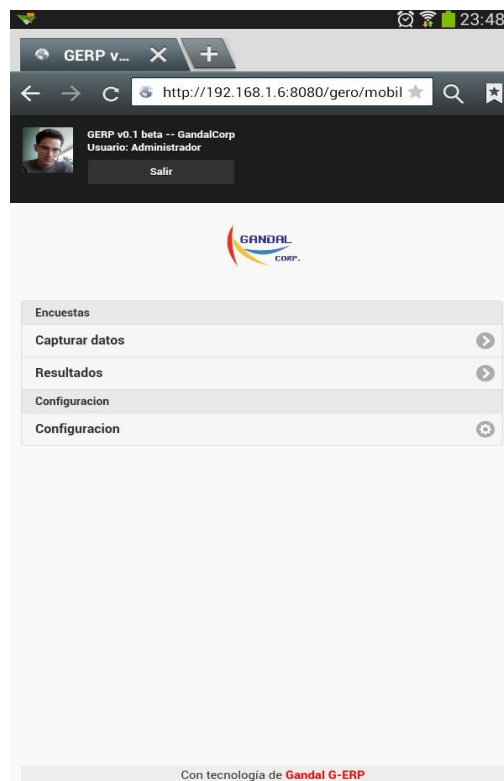 23:48
GERP v...
http://192.168.1.6:8080/gero/mobil
GERP v0.1 beta -- GandalCorp
Usuario: Administrador
Salir
GANDAL
CORP.
Encuestas
Capturar datos
Resultados
Configuracion
Configuracion
Con tecnología de Gandal G-ERP